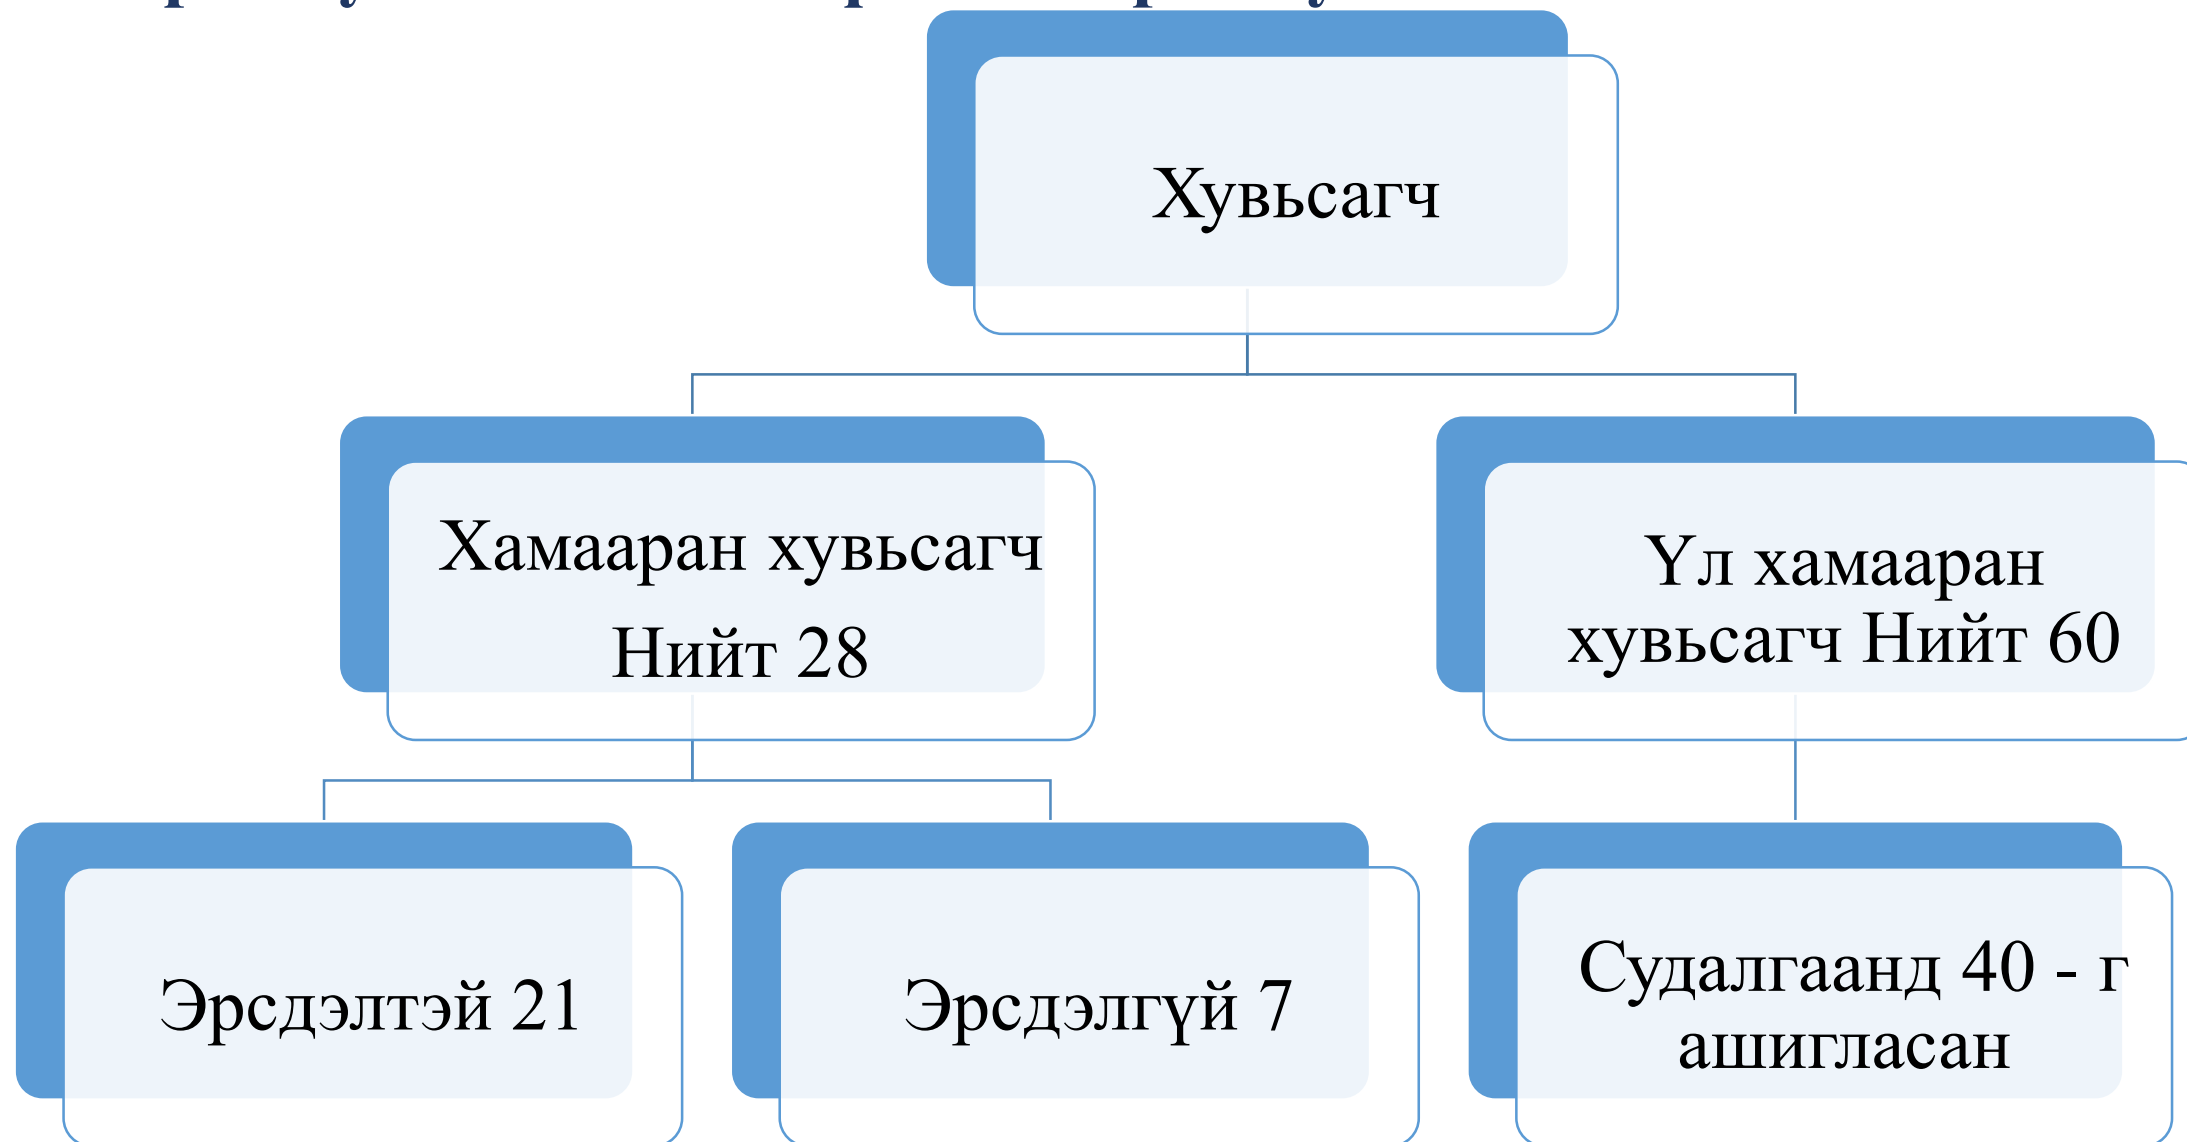 Хувьсагч
Хамааран хувьсагч
Нийт 28
Үл хамааран
хувьсагч Нийт 60
Эрсдэлтэй 21
Эрсдэлгүй 7
Судалгаанд 40 - г
ашигласан